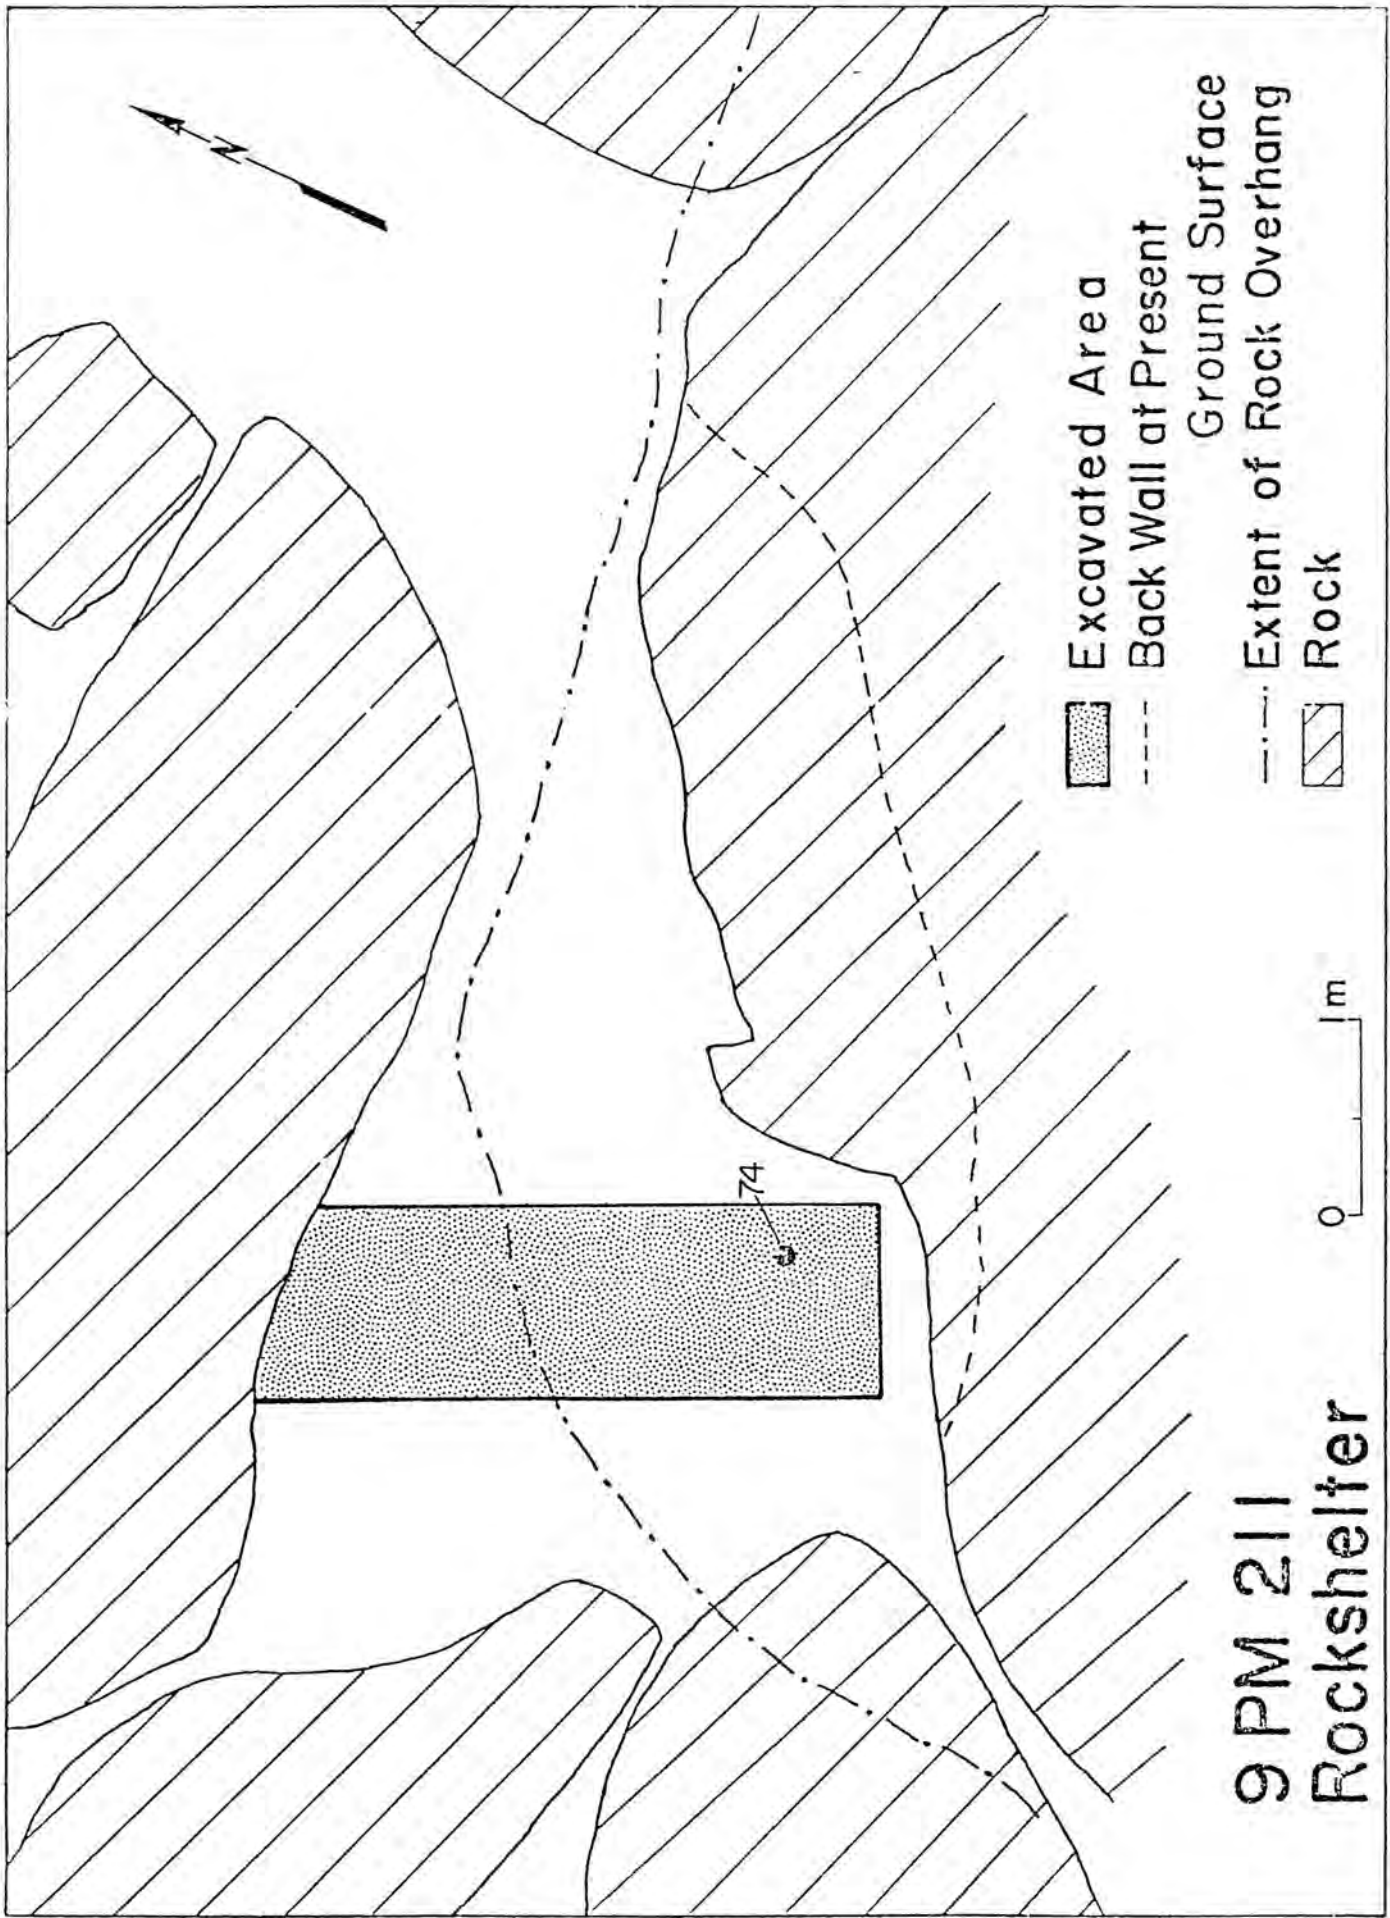 N
74
Excavated Area
Back Wall at Present
Ground Surface
Extent of Rock Overhang
Rock
0 1m
9PM 211
Rockshelter